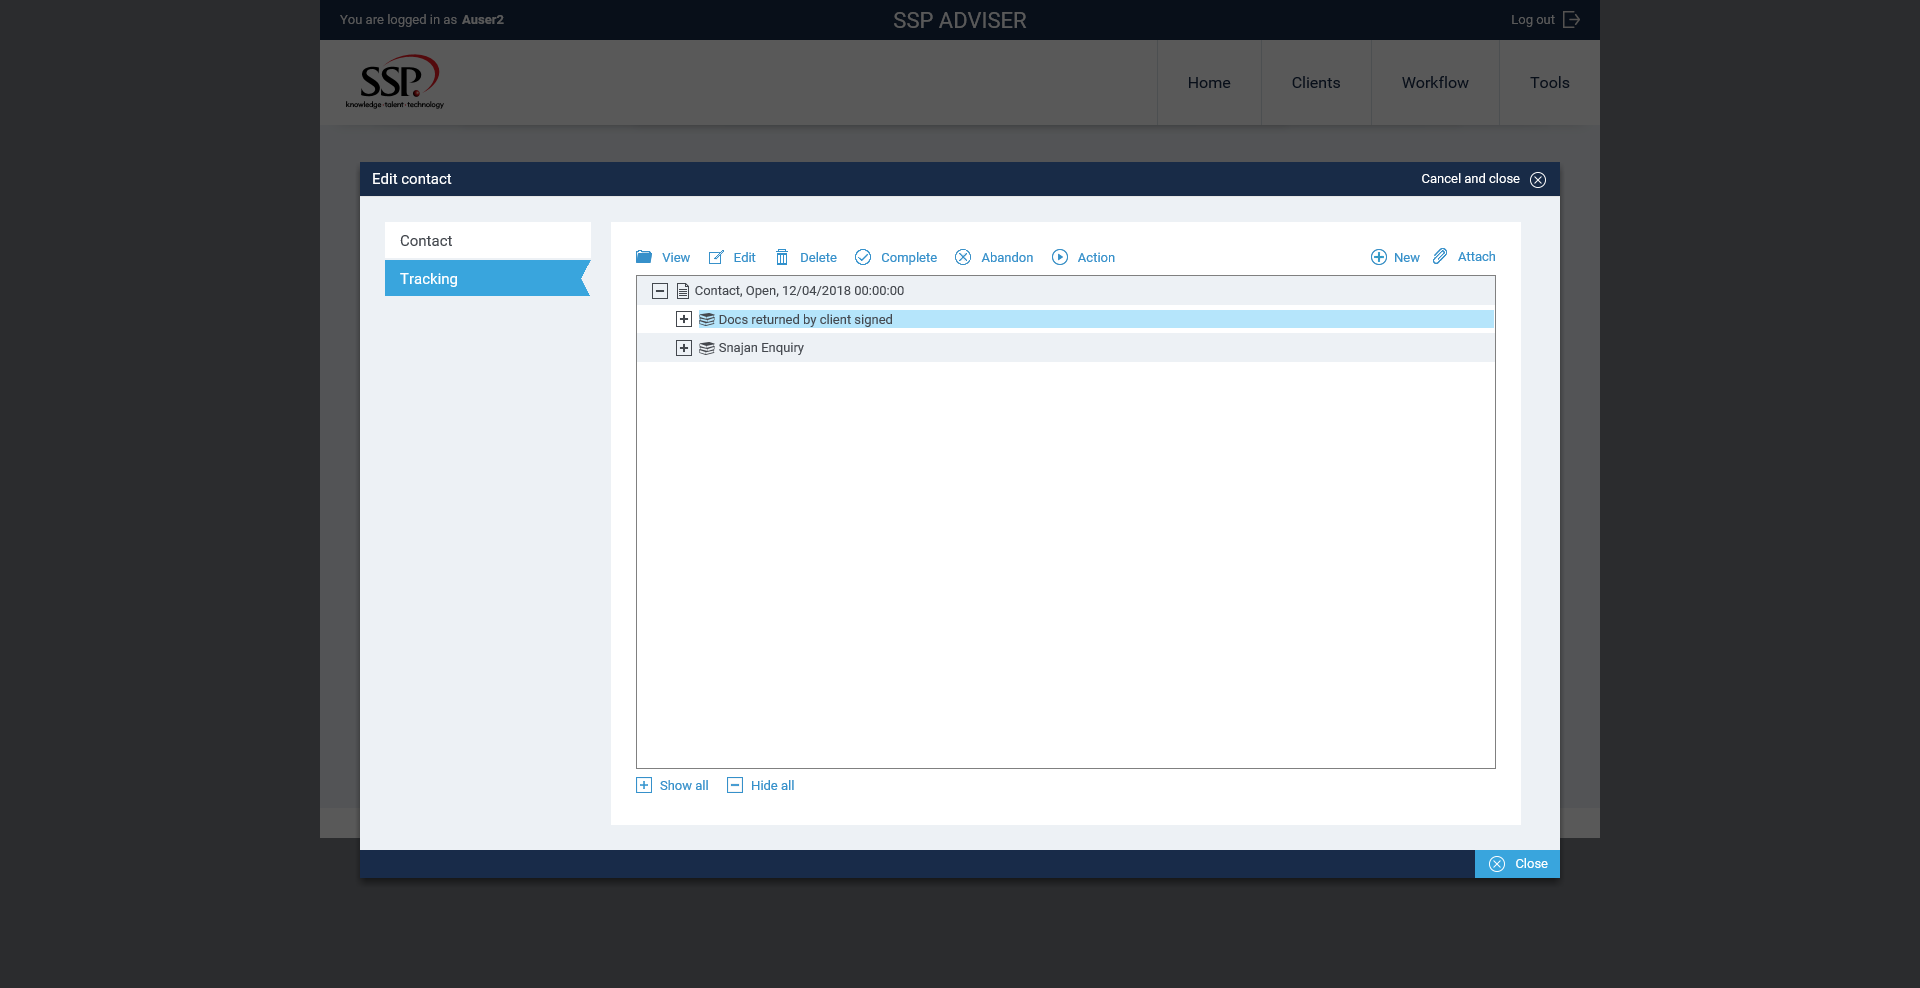 You are logged in as Auser2
SSP ADVISER
Log out
SSP
knowledge·talent·technology
Home
Clients
Workflow
Tools
Edit contact
Cancel and close
Contact
Tracking
View
Edit
Delete
Complete
Abandon
Action
New
Attach
Contact, Open, 12/04/2018 00:00:00
Docs returned by client signed
Snajan Enquiry
Show all
Hide all
Close